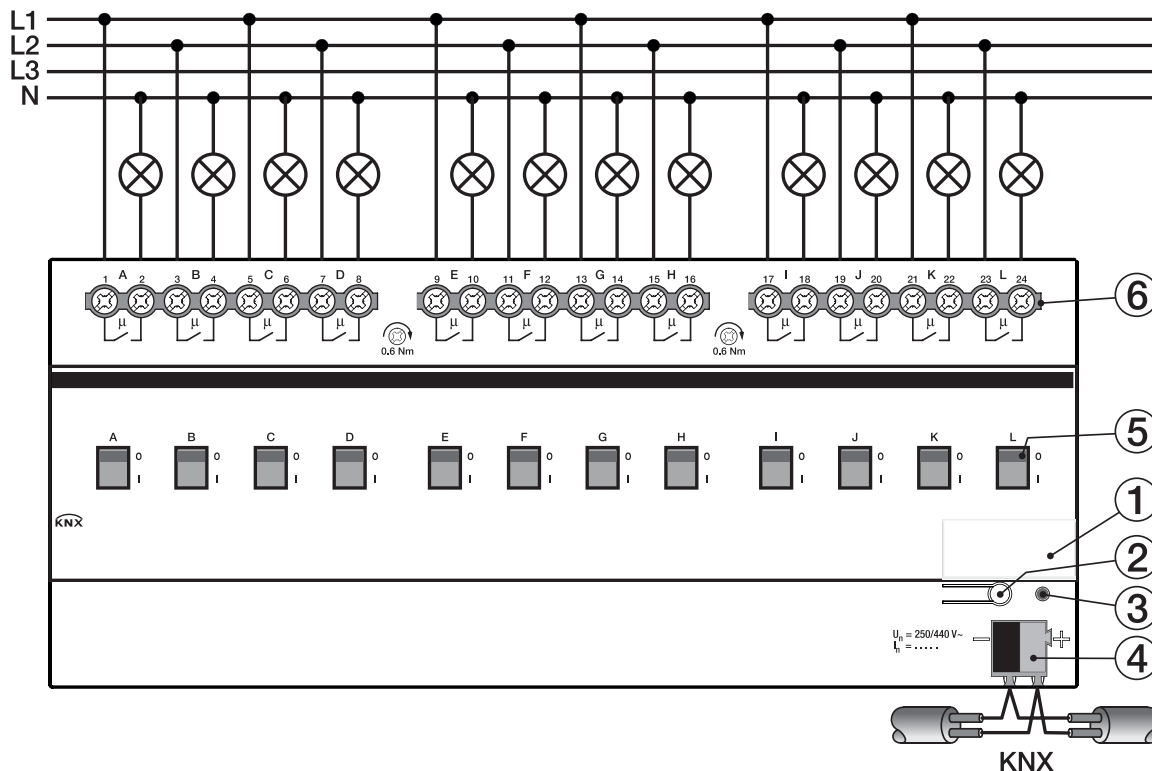 L1
L2
L3
N
1 A 2 3 B 4 5 C 6 7 D 8 9 E 10 11 F 12 13 G 14 15 H 16 17 I 18 19 J 20 21 K 22 23 L 24
6
μ μ μ μ μ μ μ μ μ μ μ μ
0.6 Nm 0.6 Nm
A B C D E F G H I J K L
5
O O O O O O O O O O O O
I I I I I I I I I I I I
1
KNX
2
3
Un = 250/440 V~
In = .....
− +
4
KNX